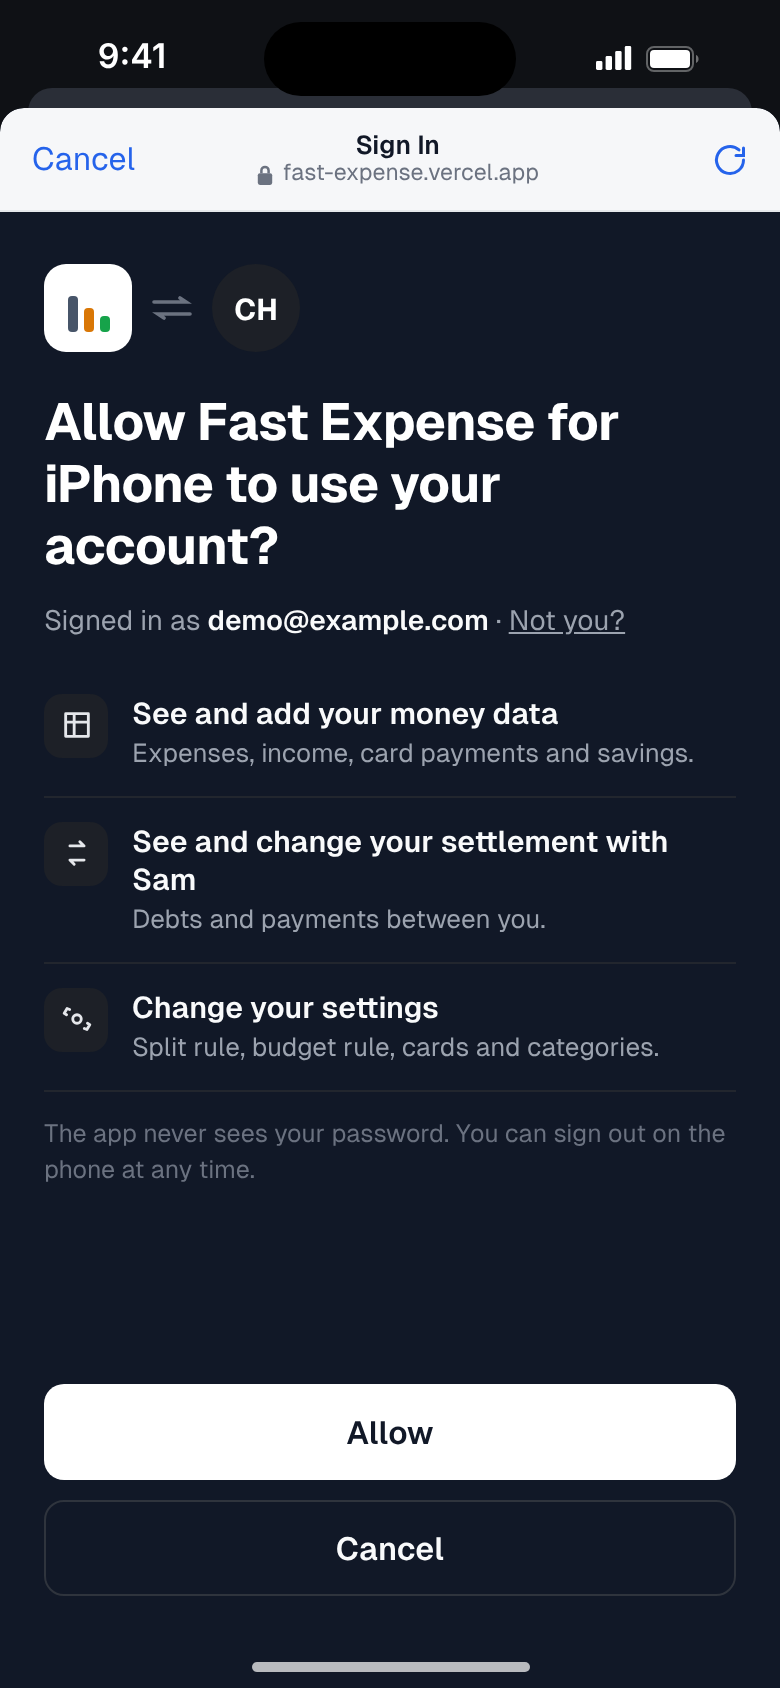 9:41
Cancel
Sign In
fast-expense.vercel.app
CH
Allow Fast Expense for
iPhone to use your
account?
Signed in as demo@example.com · Not you?
See and add your money data
Expenses, income, card payments and savings.
See and change your settlement with
Sam
Debts and payments between you.
Change your settings
Split rule, budget rule, cards and categories.
The app never sees your password. You can sign out on the
phone at any time.
Allow
Cancel